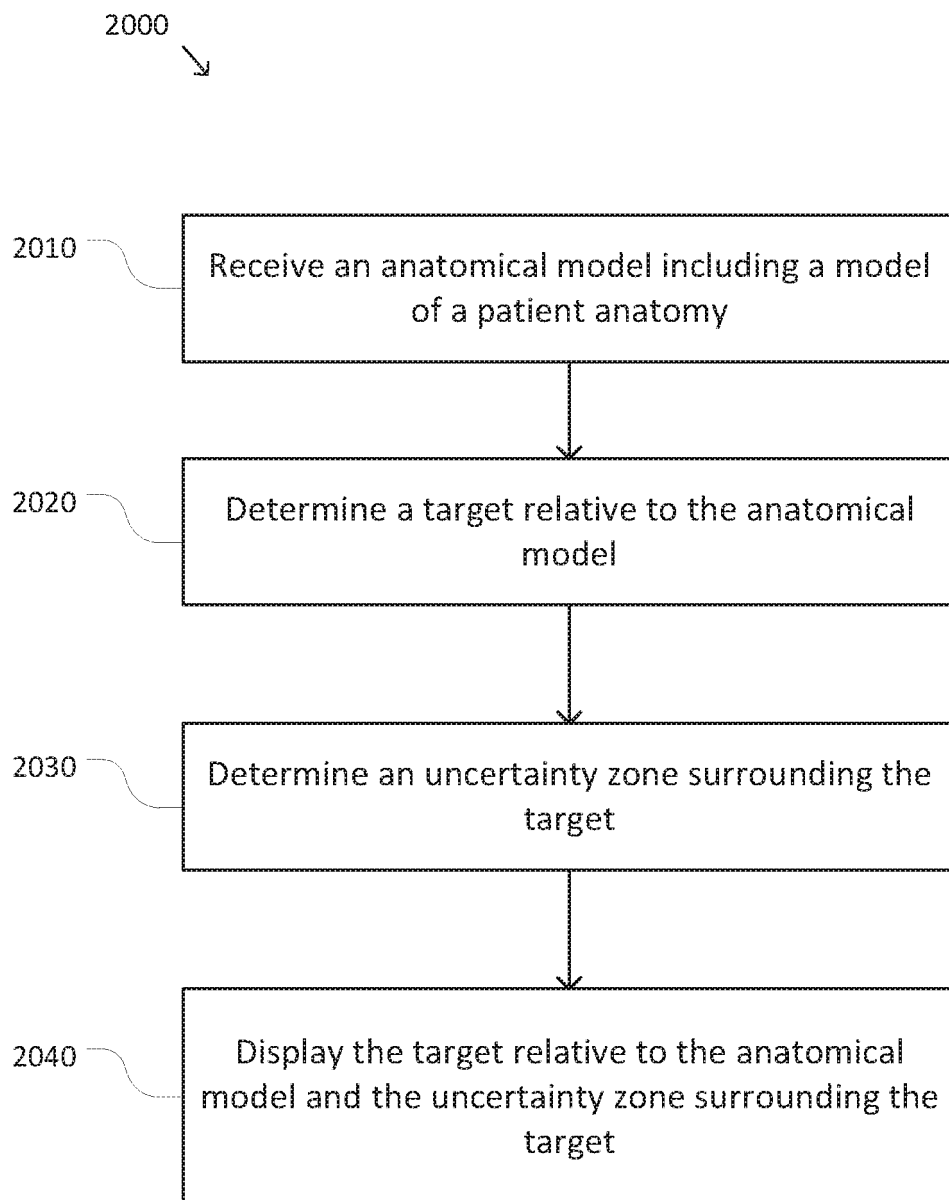 2000
2010
Receive an anatomical model including a model
of a patient anatomy
2020
Determine a target relative to the anatomical
model
2030
Determine an uncertainty zone surrounding the
target
2040
Display the target relative to the anatomical
model and the uncertainty zone surrounding the
target